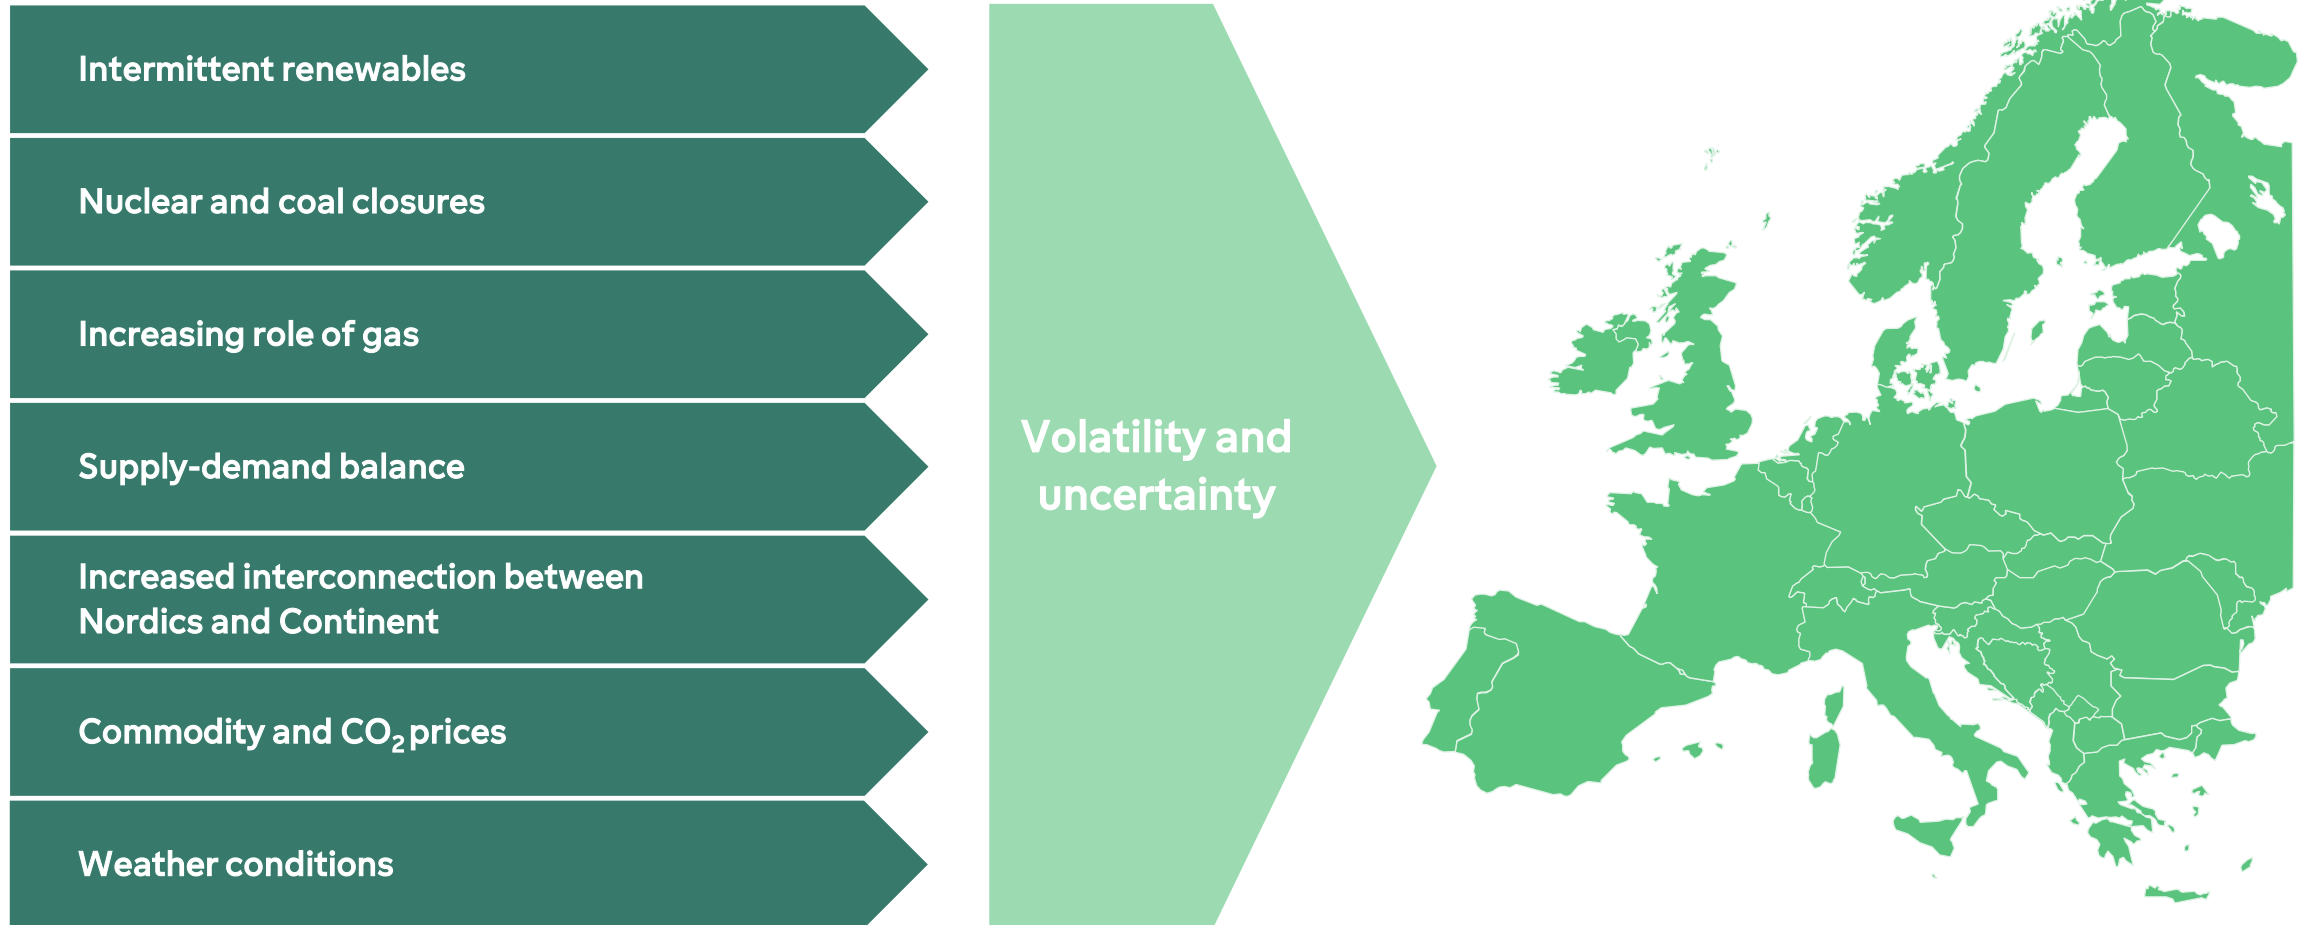 Intermittent renewables
Nuclear and coal closures
Increasing role of gas
Supply-demand balance
Increased interconnection between
Nordics and Continent
Commodity and CO₂ prices
Weather conditions
Volatility and
uncertainty